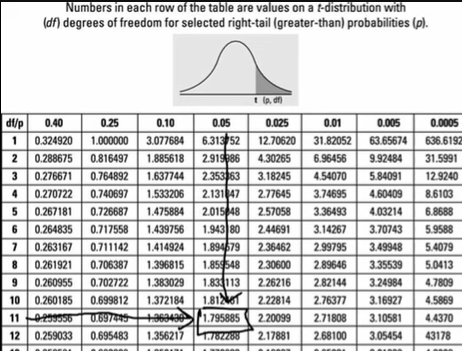 Numbers in each row of the table are values on a t-distribution with
(df) degrees of freedom for selected right-tail (greater-than) probabilities (p).
t (p, df)
df/p 0.40 0.25 0.10 0.05 0.025 0.01 0.005 0.0005
1 0.324920 1.000000 3.077684 6.313752 12.70620 31.82052 63.65674 636.6192
2 0.288675 0.816497 1.885618 2.919986 4.30265 6.96456 9.92484 31.5991
3 0.276671 0.764892 1.637744 2.353363 3.18245 4.54070 5.84091 12.9240
4 0.270722 0.740697 1.533206 2.131847 2.77645 3.74695 4.60409 8.6103
5 0.267181 0.726687 1.475884 2.015048 2.57058 3.36493 4.03214 6.8688
6 0.264835 0.717558 1.439756 1.943180 2.44691 3.14267 3.70743 5.9588
7 0.263167 0.711142 1.414924 1.894579 2.36462 2.99795 3.49948 5.4079
8 0.261921 0.706387 1.396815 1.859548 2.30600 2.89646 3.35539 5.0413
9 0.260955 0.702722 1.383029 1.833113 2.26216 2.82144 3.24984 4.7809
10 0.260185 0.699812 1.372184 2.22814 2.76377 3.16927 4.5869
11 0.259556 0.697445 1.363430 1.795885 2.20099 2.71808 3.10581 4.4370
12 0.259033 0.695483 1.356217 1.782288 2.17881 2.68100 3.05454 43178